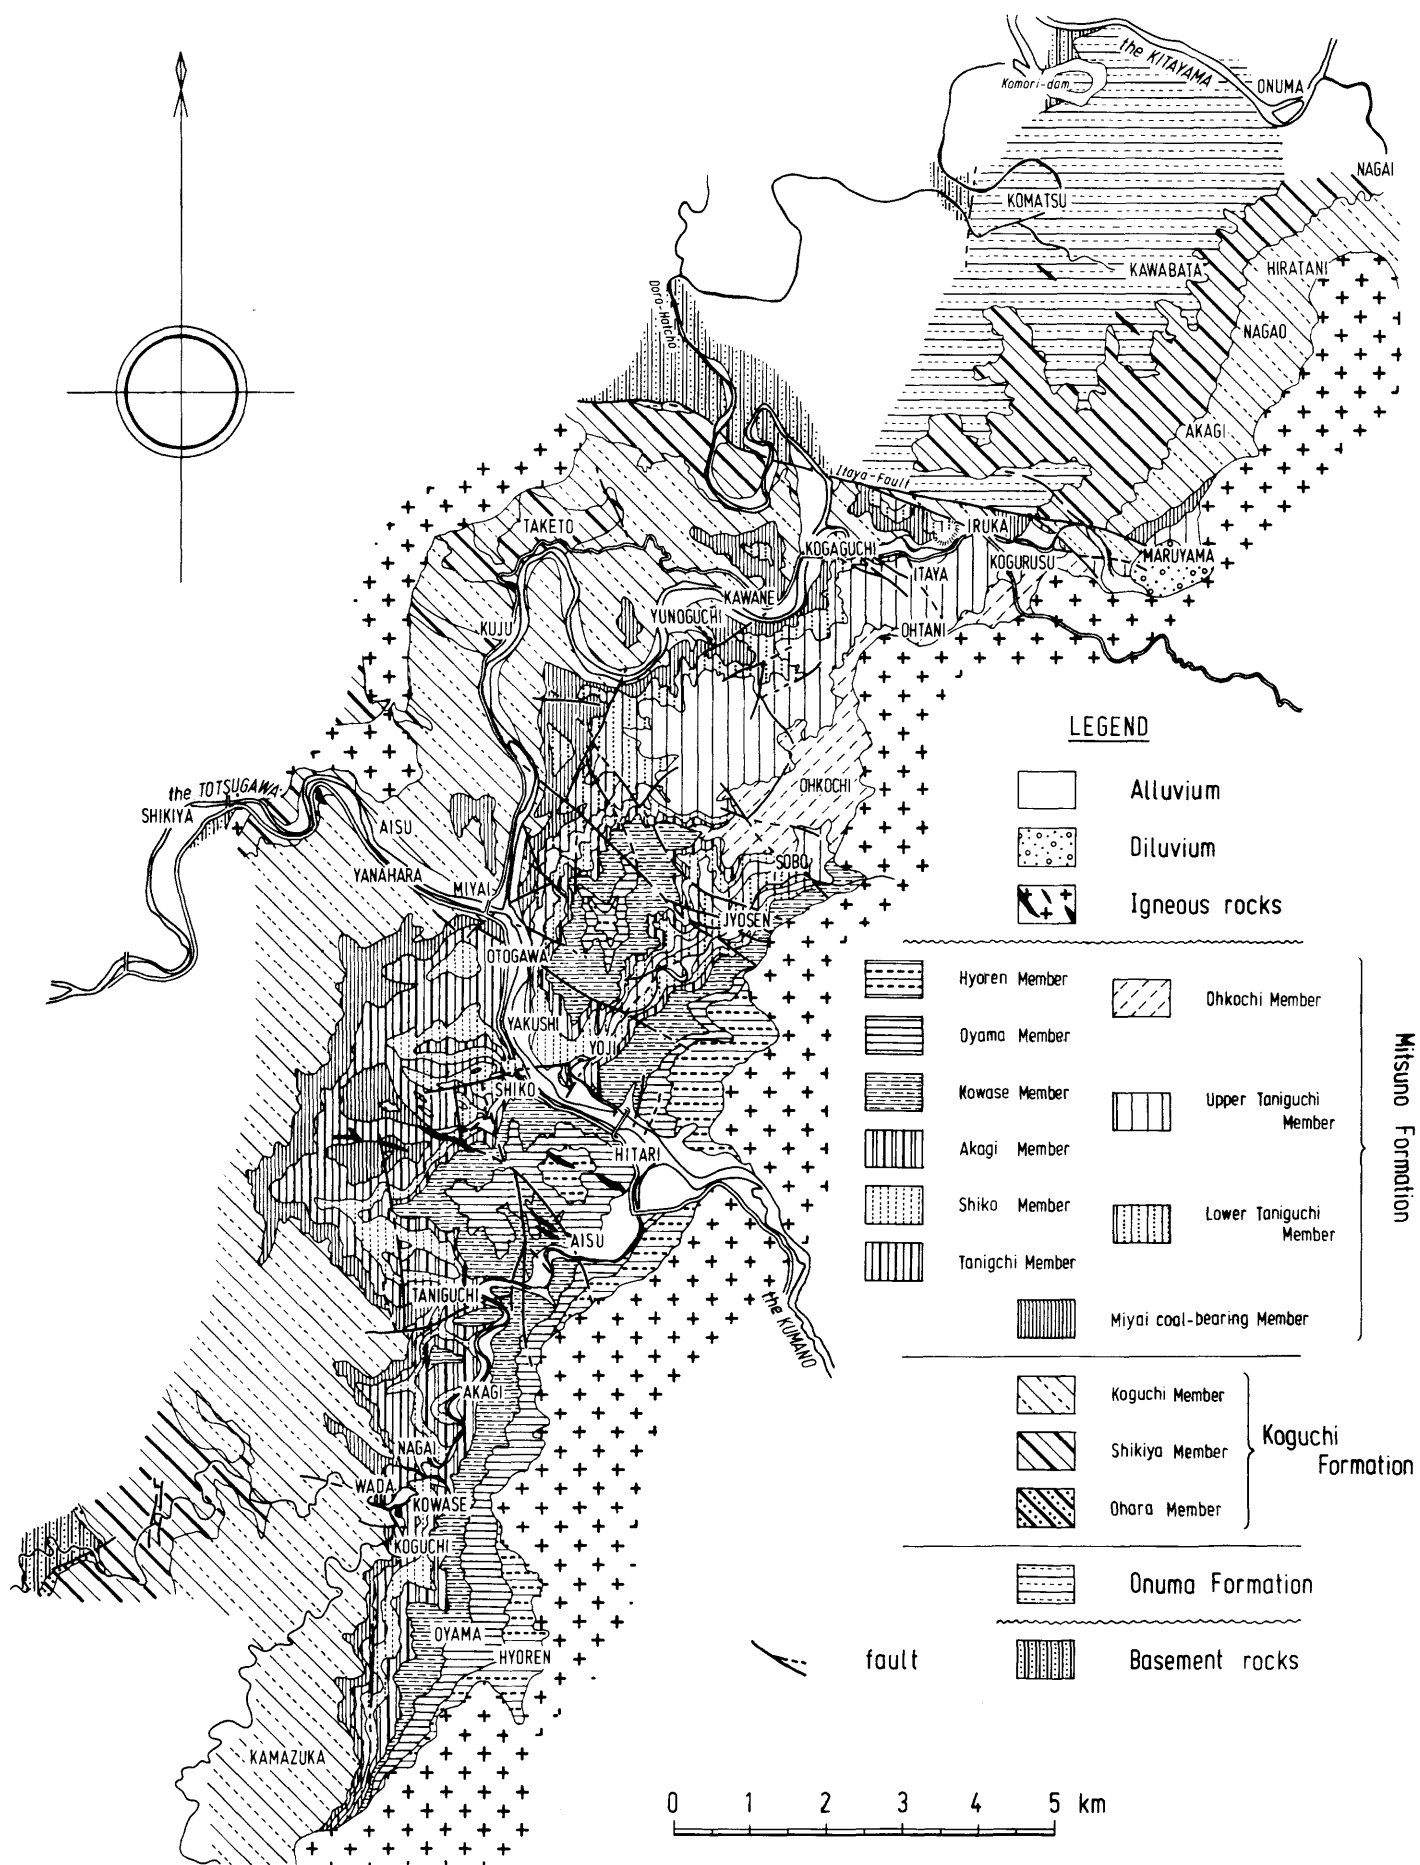 the KITAYAMA
Komori-dam
ONUMA
NAGAI
KOMATSU
KAWABATA
HIRATANI
Doro-Hatcho
NAGAO
AKAGI
Itaya-Fault
TAKETO
IRUKA
KOGAGUCHI
MARUYAMA
KOGURUSU
ITAYA
KAWANE
YUNOGUCHI
KUJU
OHTANI
LEGEND
the TOTSUGAWA
SHIKIYA
OHKOCHI
Alluvium
AISU
Diluvium
SOBO
YANAHARA
MIYAI
Igneous rocks
JYOSEN
OTOGAWA
Hyoren Member
Ohkochi Member
YAKUSHI
Oyama Member
YOJI
SHIKO
Kowase Member
Upper Taniguchi
Member
HITARI
Akagi Member
Shiko Member
Lower Taniguchi
Member
AISU
Tanigchi Member
TANIGUCHI
Miyai coal-bearing Member
Mitsuno Formation
the KUMANO
AKAGI
Koguchi Member
NAGAI
Shikiya Member
Koguchi
Formation
WADA
KOWASE
Ohara Member
KOGUCHI
Onuma Formation
OYAMA
HYOREN
fault
Basement rocks
KAMAZUKA
0 1 2 3 4 5 km